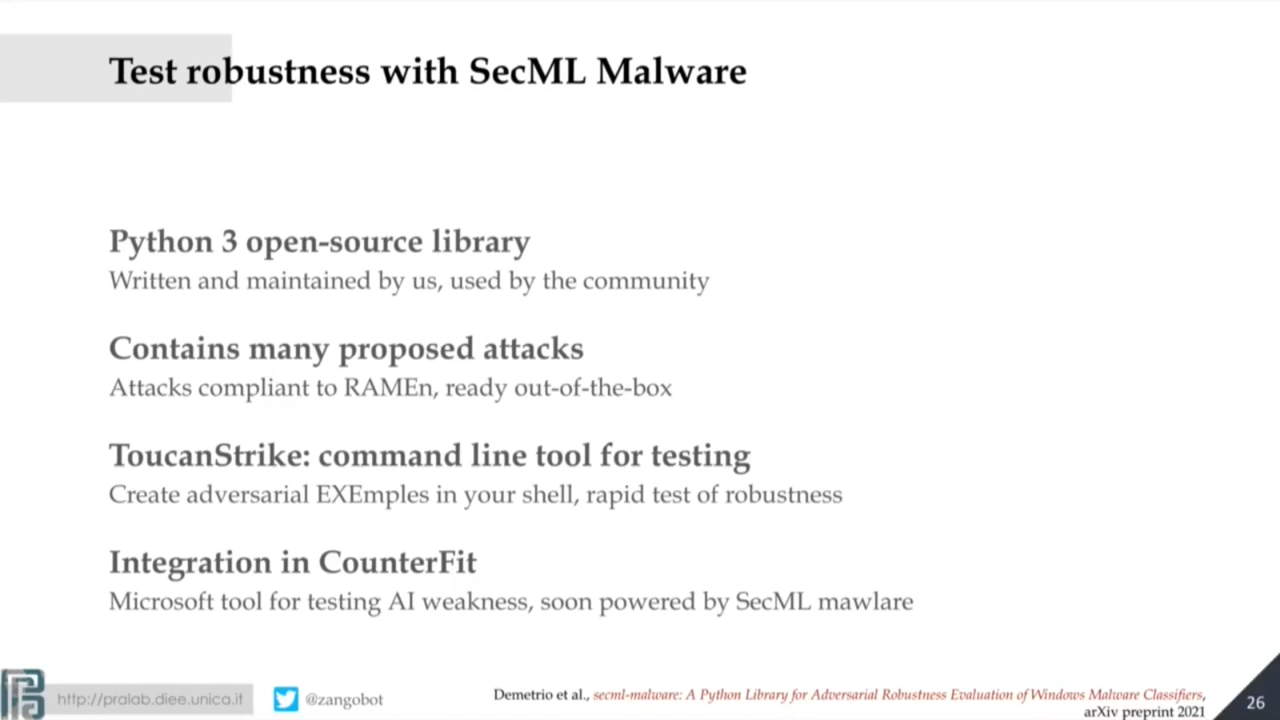 Test robustness with SecML Malware
Python 3 open-source library
Written and maintained by us, used by the community
Contains many proposed attacks
Attacks compliant to RAMEn, ready out-of-the-box
ToucanStrike: command line tool for testing
Create adversarial EXEmples in your shell, rapid test of robustness
Integration in CounterFit
Microsoft tool for testing AI weakness, soon powered by SecML mawlare
http://pralab.diee.unica.it
@zangobot
Demetrio et al., secml-malware: A Python Library for Adversarial Robustness Evaluation of Windows Malware Classifiers,
arXiv preprint 2021
26